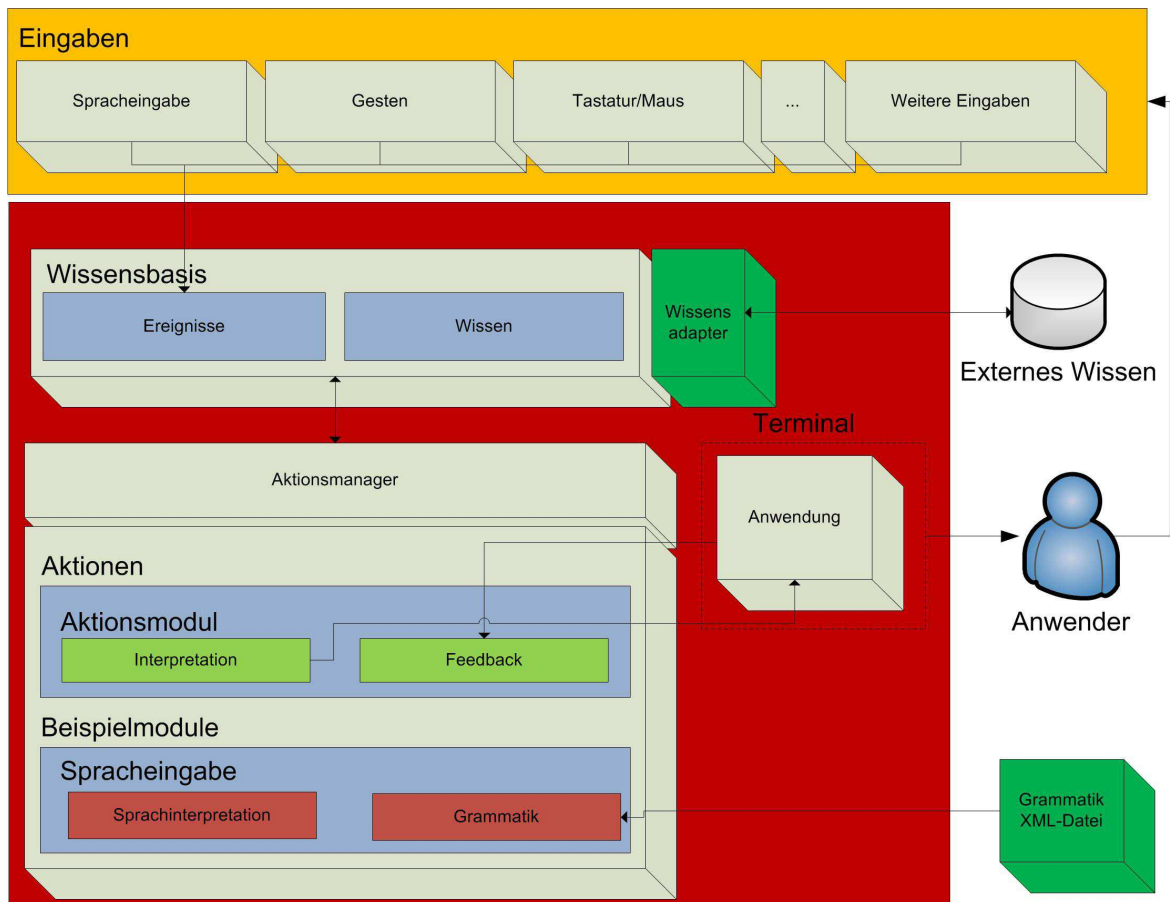 Eingaben
Spracheingabe
Gesten
Tastatur/Maus
...
Weitere Eingaben
Wissensbasis
Ereignisse
Wissen
Wissens
adapter
Externes Wissen
Terminal
Aktionsmanager
Anwendung
Anwender
Aktionen
Aktionsmodul
Interpretation
Feedback
Beispielmodule
Spracheingabe
Sprachinterpretation
Grammatik
Grammatik
XML-Datei